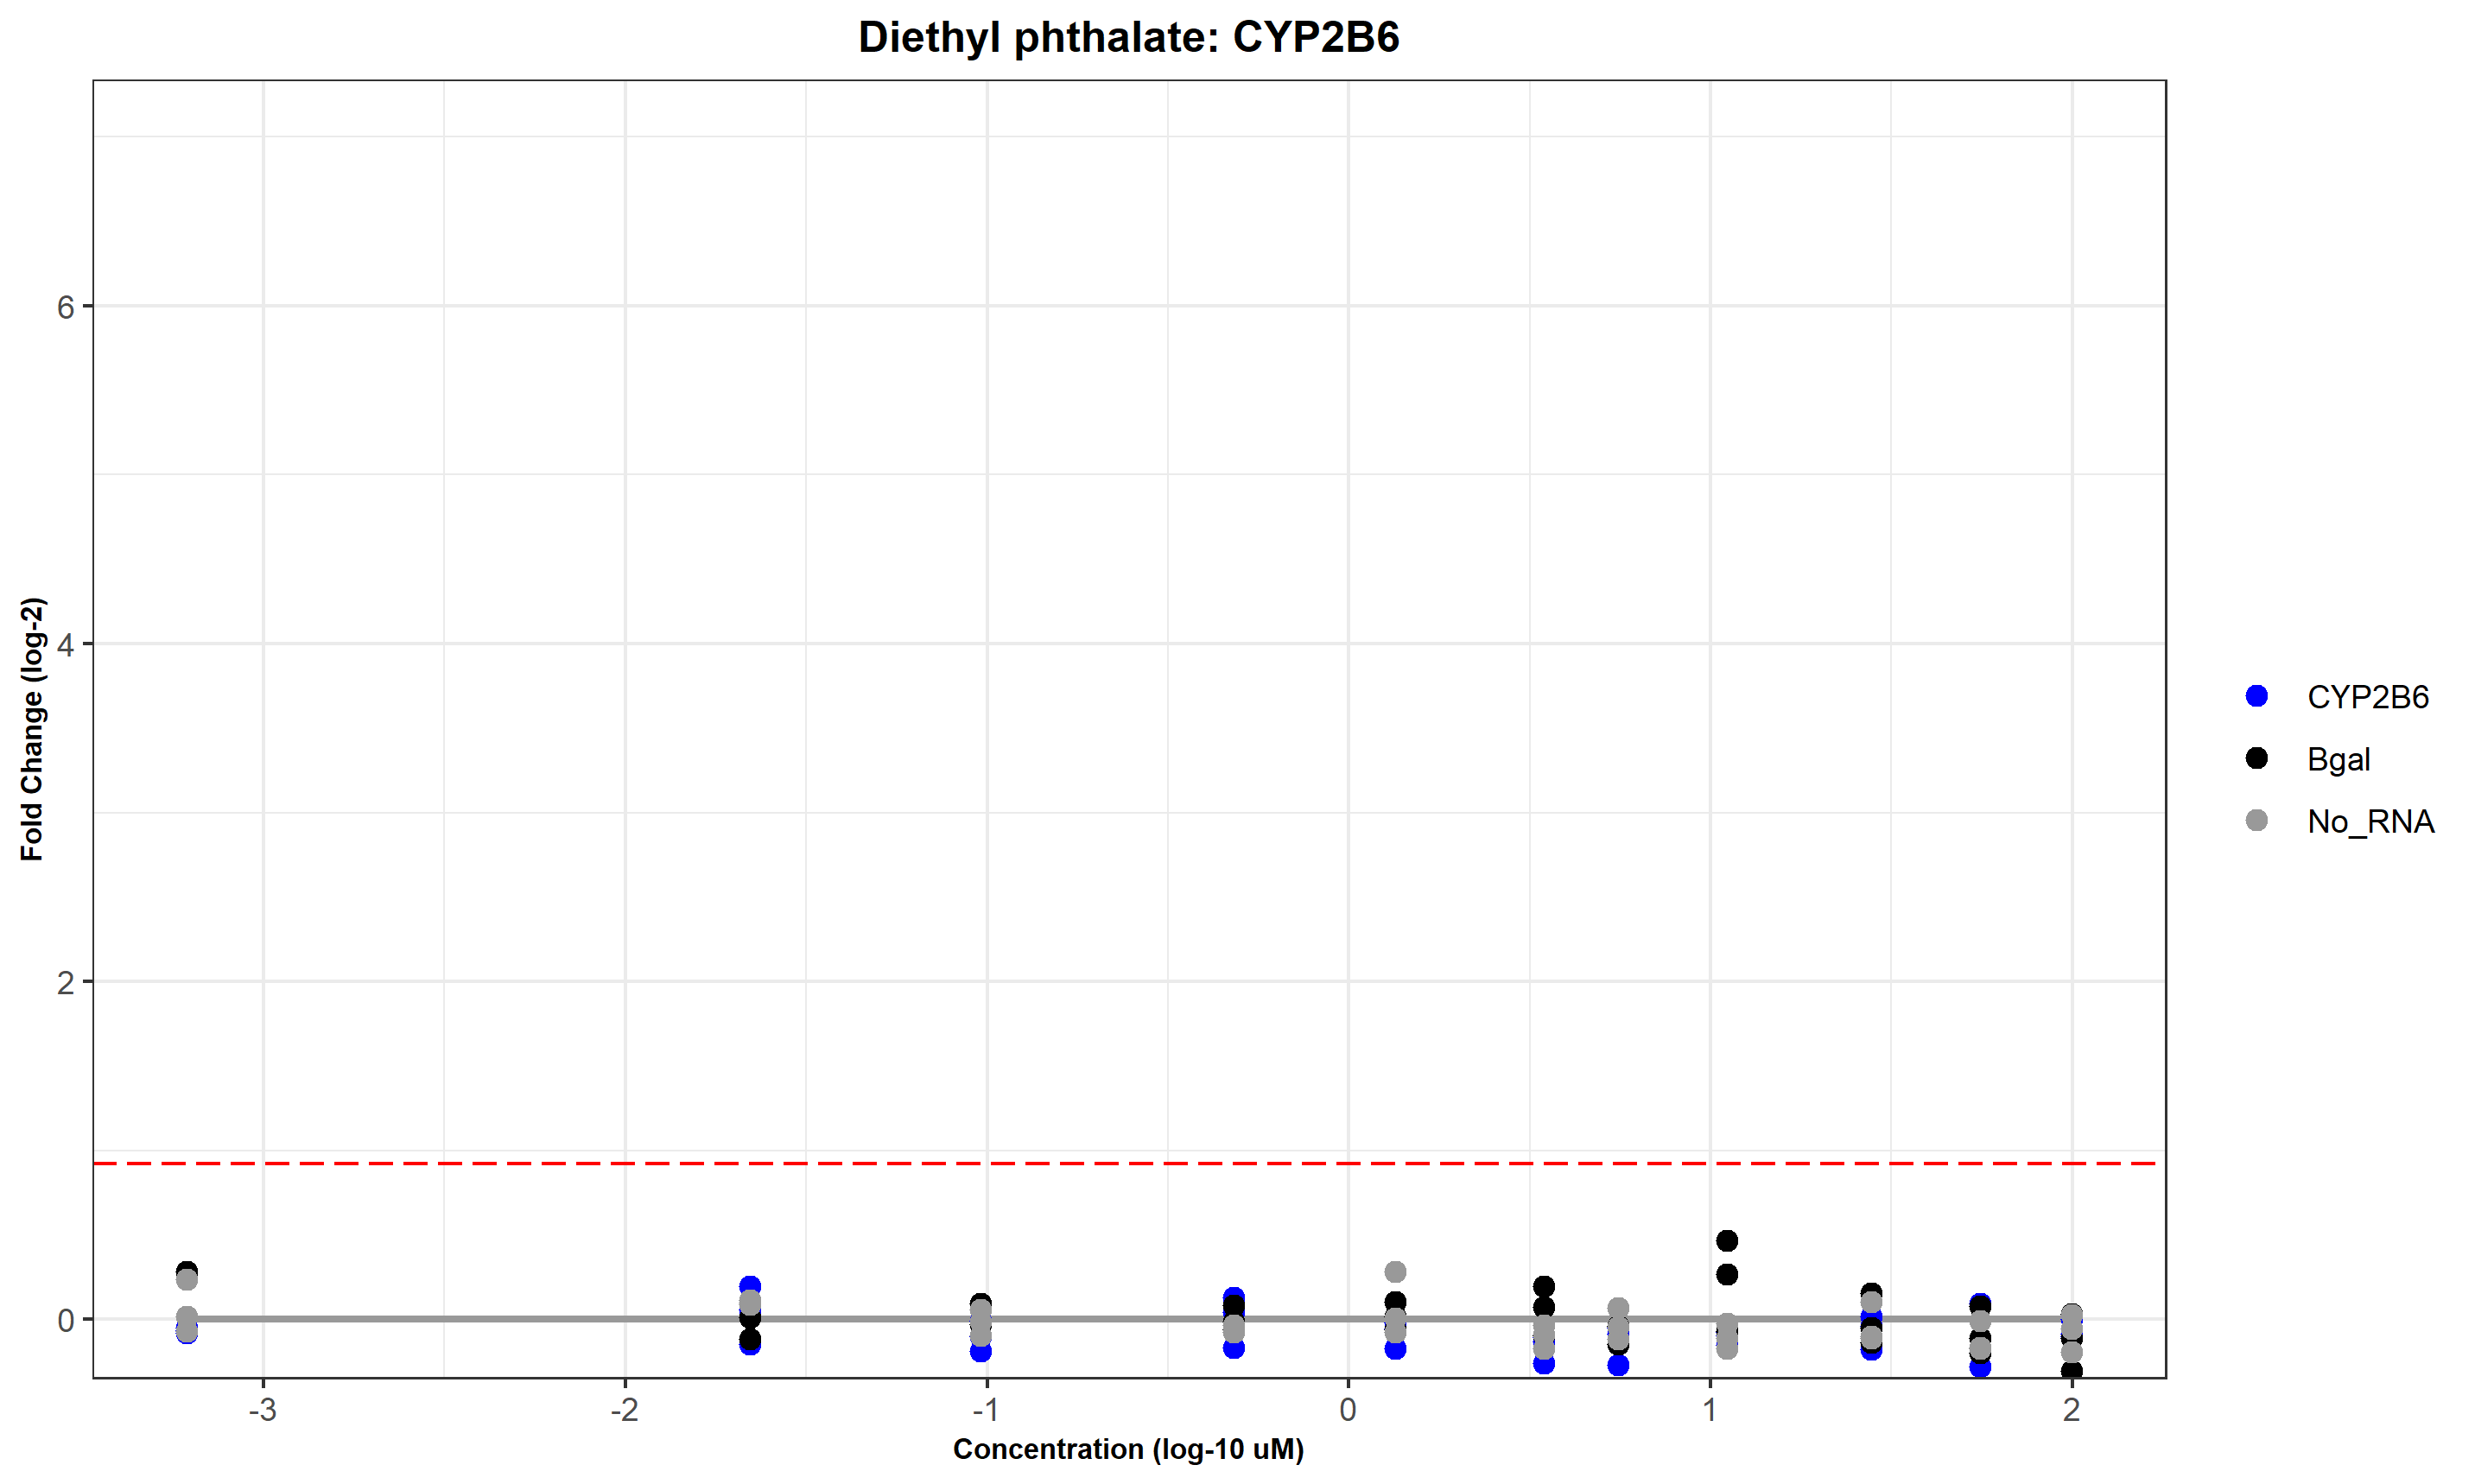 Diethyl phthalate: CYP2B6
Fold Change (log-2)
6
4
2
0
-3
-2
-1
0
1
2
Concentration (log-10 uM)
CYP2B6
Bgal
No_RNA